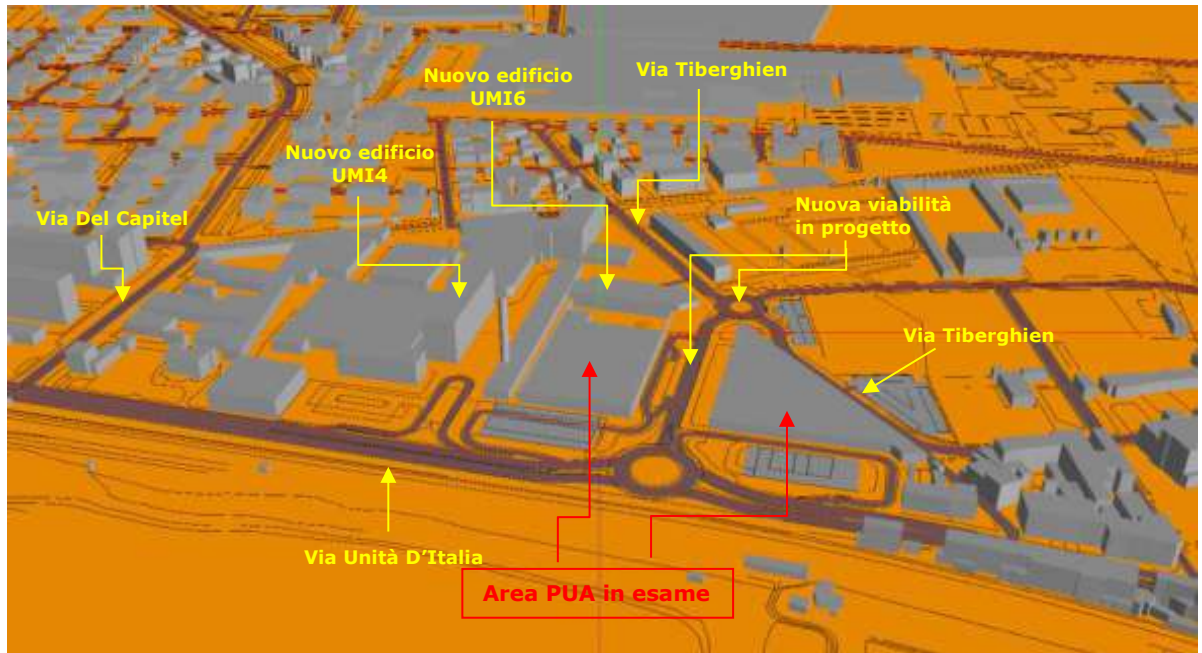 Nuovo edificio
UMI6
Via Tiberghien
Nuovo edificio
UMI4
Via Del Capitel
Nuova viabilità
in progetto
Via Tiberghien
Via Unità D’Italia
Area PUA in esame